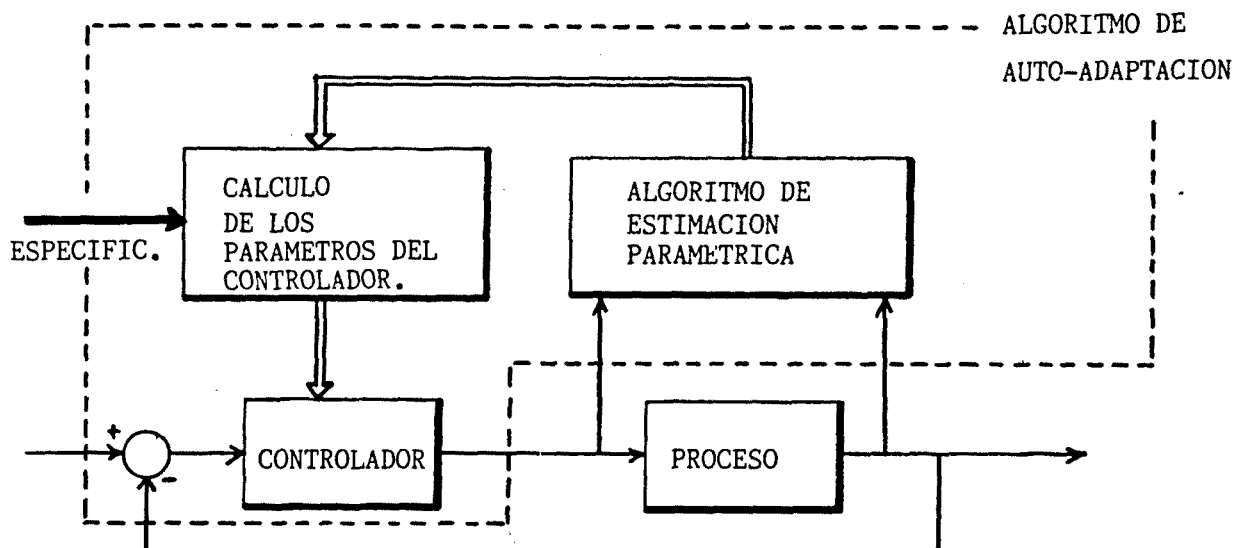 ALGORITMO DE
AUTO-ADAPTACION
CALCULO
DE LOS
PARAMETROS DEL
CONTROLADOR.
ALGORITMO DE
ESTIMACION
PARAMETRICA
ESPECIFIC.
+
-
CONTROLADOR
PROCESO